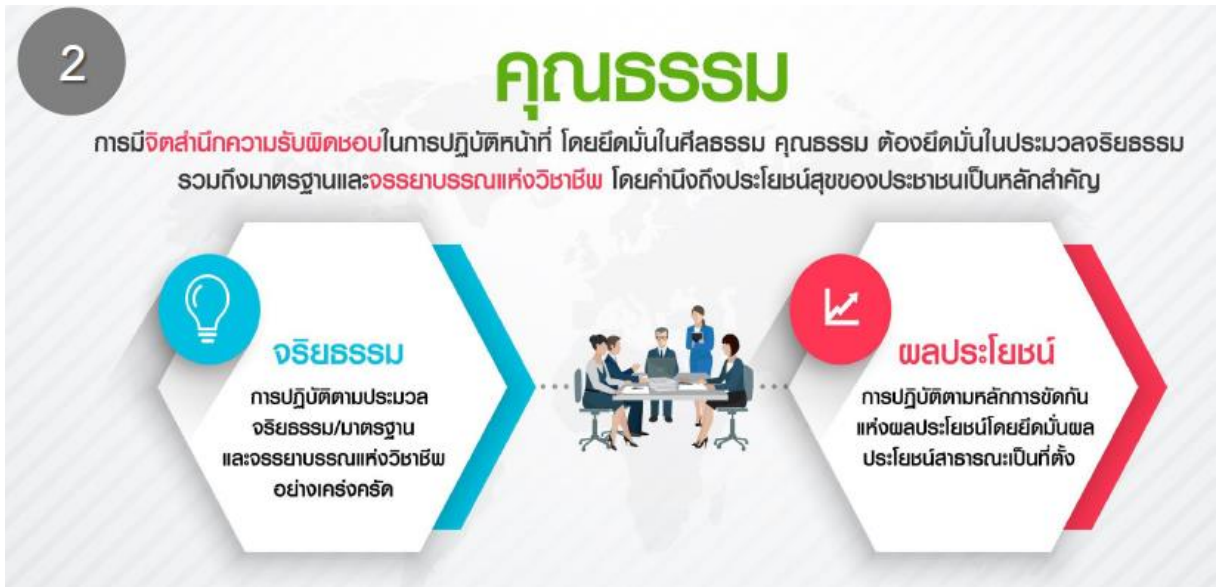 2
คุณธรรม
การมีจิตสำนึกความรับผิดชอบในการปฏิบัติหน้าที่ โดยยึดมั่นในศีลธรรม คุณธรรม ต้องยึดมั่นในประมวลจริยธรรม
รวมถึงมาตรฐานและจรรยาบรรณแห่งวิชาชีพ โดยคำนึงถึงประโยชน์สุขของประชาชนเป็นหลักสำคัญ
จริยธรรม
การปฏิบัติตามประมวล
จริยธรรม/มาตรฐาน
และจรรยาบรรณแห่งวิชาชีพ
อย่างเคร่งครัด
ผลประโยชน์
การปฏิบัติตามหลักการขัดกัน
แห่งผลประโยชน์โดยยึดมั่นผล
ประโยชน์สาธารณะเป็นที่ตั้ง